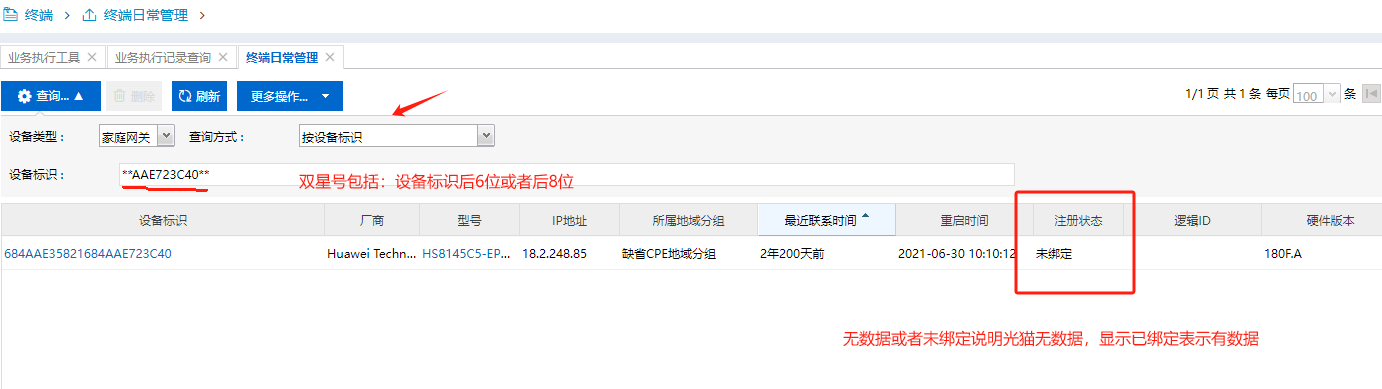 终端 > 终端日常管理 >
业务执行工具 × 业务执行记录查询 × 终端日常管理 ×
查询... ▲ 删除 刷新 更多操作... ▼ 1/1 页 共 1 条 每页 100 条
设备类型： 家庭网关 查询方式： 按设备标识
设备标识： **AAE723C40** 双星号包括：设备标识后6位或者后8位
设备标识 厂商 型号 IP地址 所属地域分组 最近联系时间 重启时间 注册状态 逻辑ID 硬件版本
684AAE35821684AAE723C40 Huawei Techn... HS8145C5-EP... 18.2.248.85 缺省CPE地域分组 2年200天前 2021-06-30 10:10:12 未绑定 180F.A
无数据或者未绑定说明光猫无数据，显示已绑定表示有数据